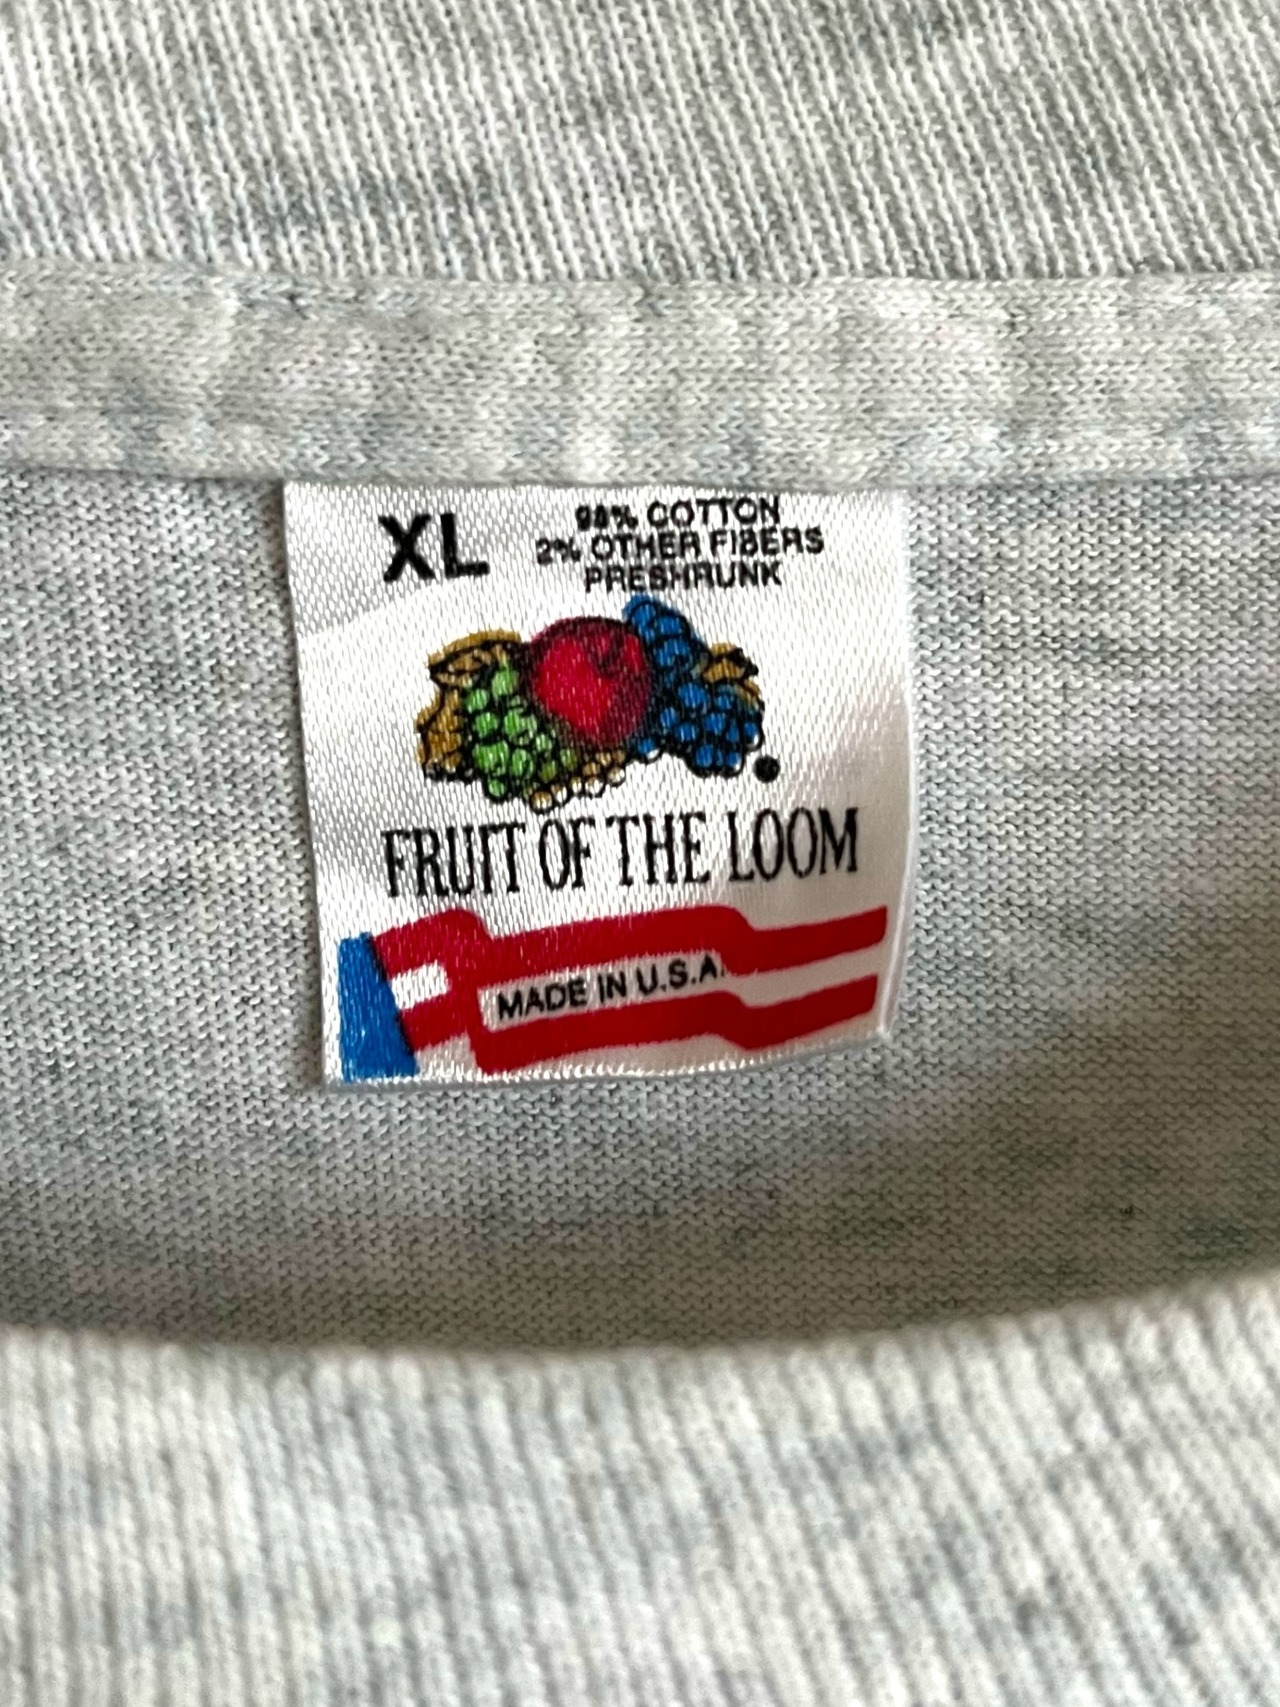 XL
98% COTTON
2% OTHER FIBERS
PRESHRUNK
FRUIT OF THE LOOM
MADE IN U.S.A.